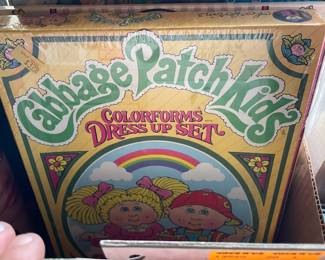 Cabbage Patch Kids
COLORFORMS
DRESS UP SET